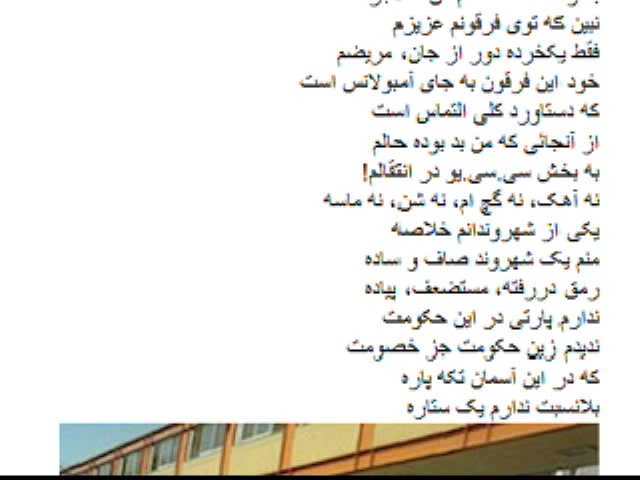 نبین که توی فرقونم عزیزم
فقط یکخرده دور از جان، مریضم
خود این فرقون به جای آمبولانس است
که دستاورد کلی التماس است
از آنجائی که من بد بوده حالم
به بخش سی.سی.یو در انتقالم!
نه آهک، نه گچ ام، نه شن، نه ماسه
یکی از شهروندانم خلاصه
منم یک شهروند صاف و ساده
رمق دررفته، مستضعف، پیاده
ندارم پارتی در این حکومت
ندیدم زین حکومت جز خصومت
که در این آسمان تکه پاره
بلانسبت ندارم یک ستاره